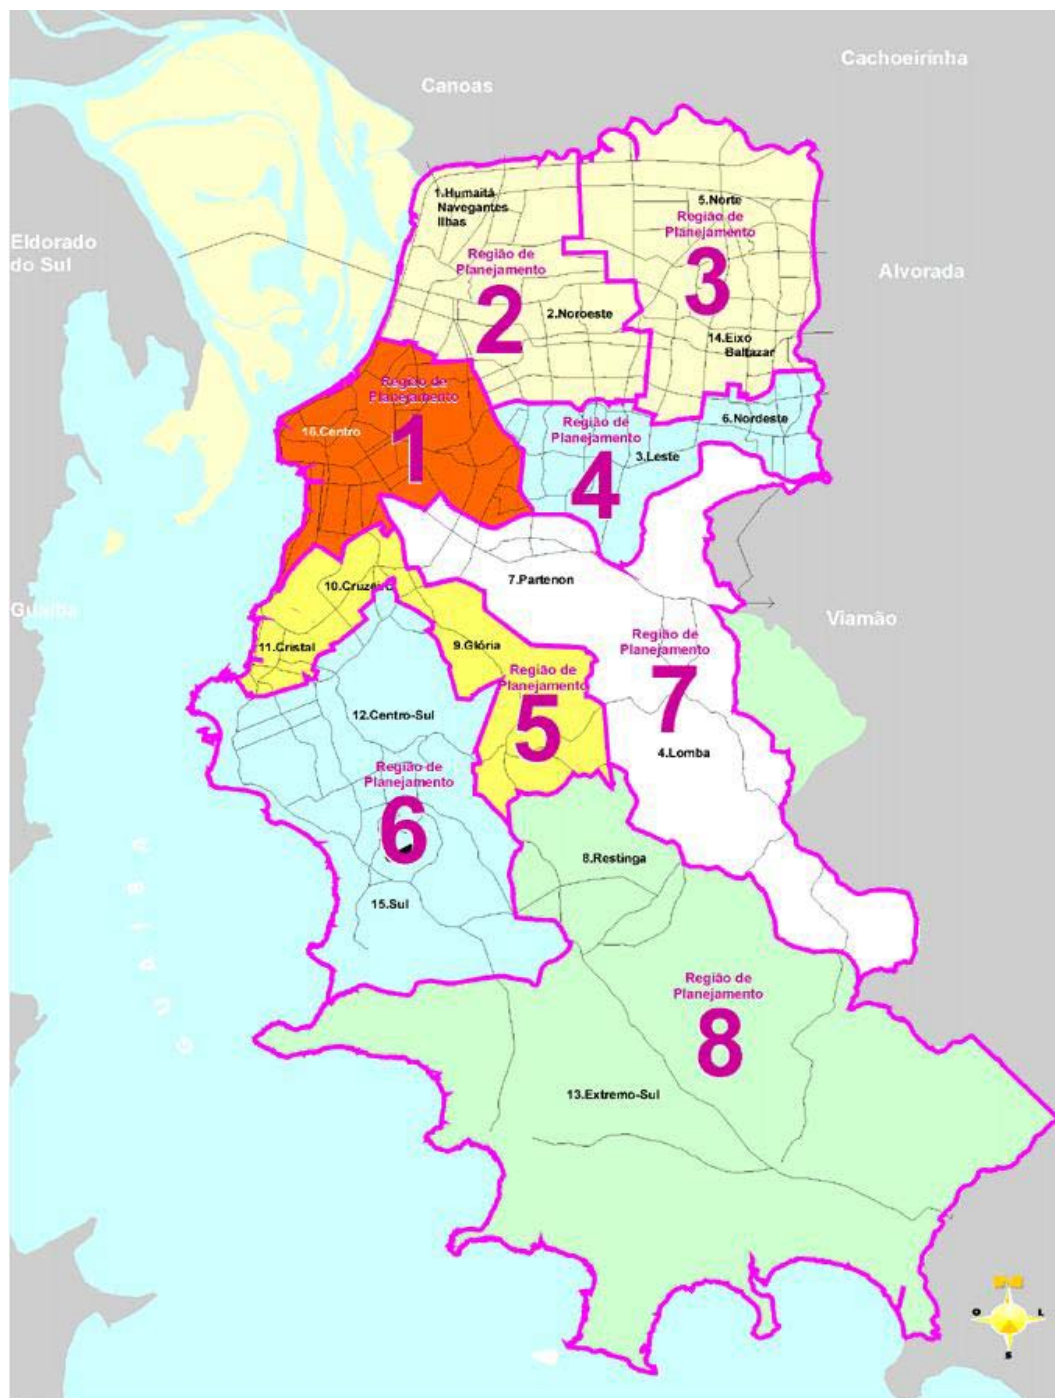 Cachoeirinha
Canoas
1.Humaitá
Navegantes
Ilhas
5.Norte
Região de
Planejamento
3
Eldorado
do Sul
Região de
Planejamento
2
Alvorada
2.Noroeste
14.Eixo
Baltazar
Região de
Planejamento
1
16.Centro
6.Nordeste
Região de
Planejamento
4
3.Leste
7.Partenon
10.Cruzeiro
Guaíba
Viamão
11.Cristal
9.Glória
Região de
Planejamento
7
Região de
Planejamento
5
12.Centro-Sul
4.Lomba
Região de
Planejamento
6
8.Restinga
15.Sul
GUAÍBA
Região de
Planejamento
8
13.Extremo-Sul
N
O
L
S